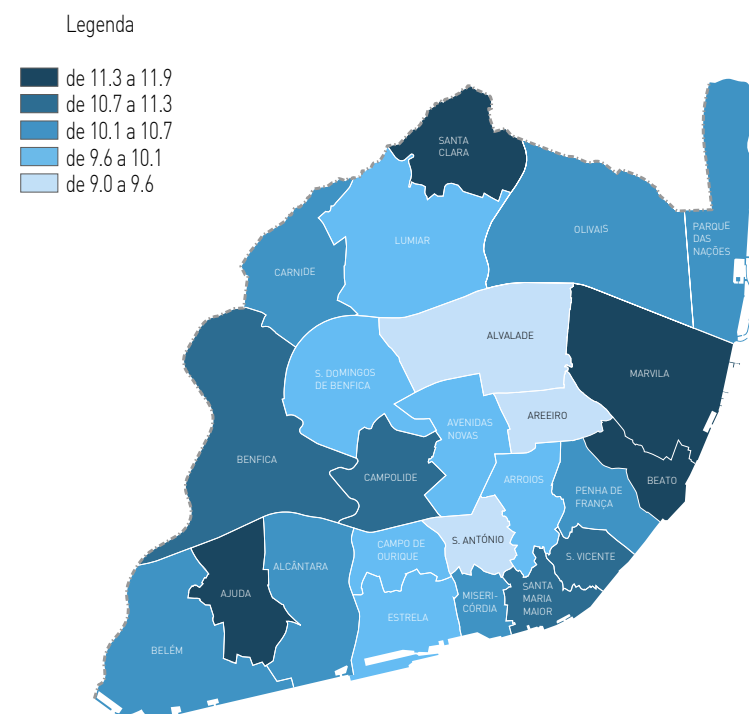 Legenda
de 11.3 a 11.9
de 10.7 a 11.3
de 10.1 a 10.7
de 9.6 a 10.1
de 9.0 a 9.6
SANTA
CLARA
LUMIAR
OLIVAIS
PARQUE
DAS
NAÇÕES
CARNIDE
ALVALADE
S. DOMINGOS
DE BENFICA
MARVILA
AVENIDAS
NOVAS
AREEIRO
BENFICA
CAMPOLIDE
ARROIOS
BEATO
PENHA DE
FRANÇA
S. ANTÓNIO
CAMPO DE
OURIQUE
S. VICENTE
ALCÂNTARA
AJUDA
MISERI-
CÓRDIA
SANTA
MARIA
MAIOR
ESTRELA
BELÉM